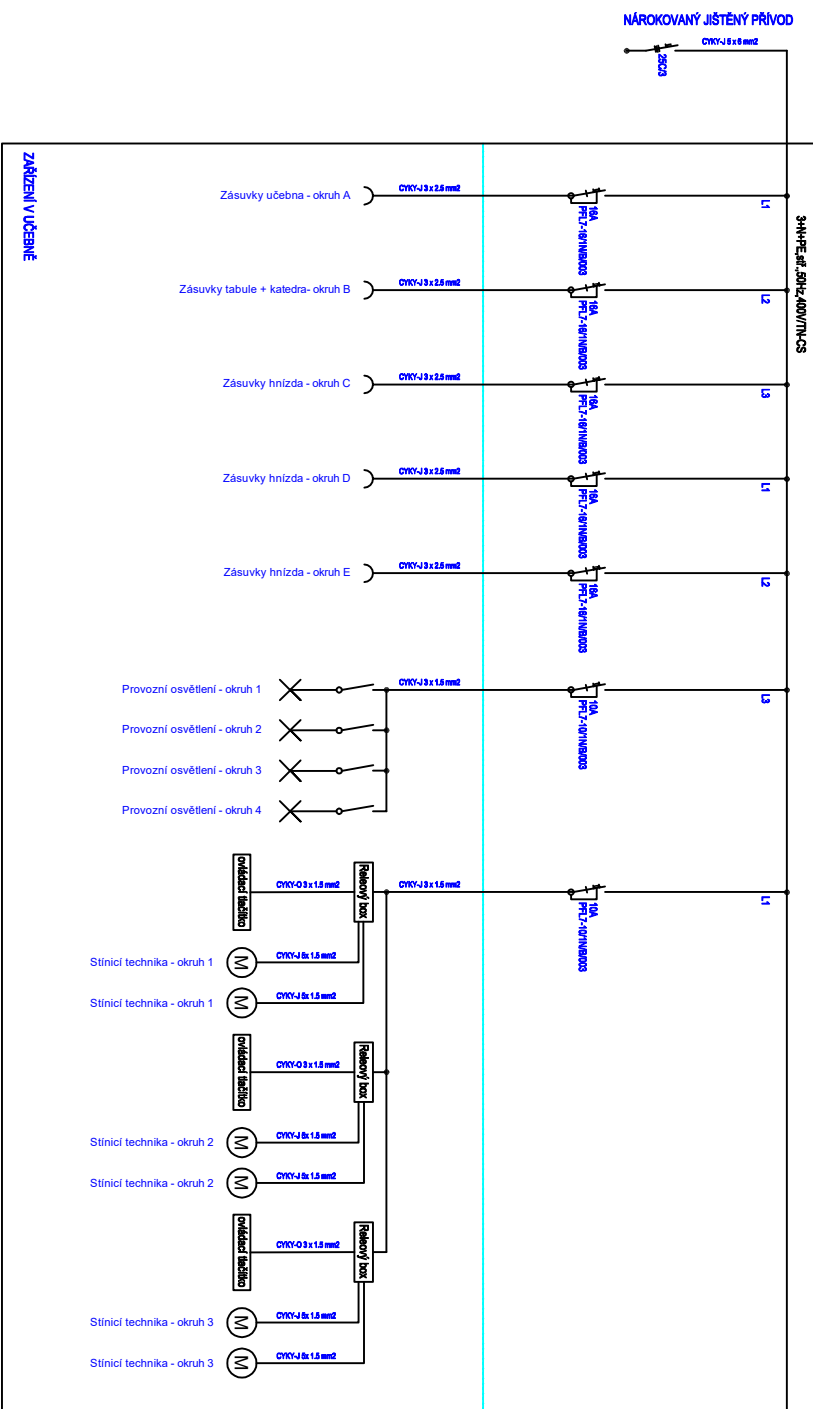 NÁROKOVANÝ JIŠTĚNÝ PŘÍVOD
CYKY-J 5 x 6 mm2
25C/3
ZAŘÍZENÍ V UČEBNĚ
3+N+PE,stř.,50Hz,400V/TN-CS
Zásuvky učebna - okruh A
CYKY-J 3 x 2.5 mm2
16A
PFL7-16/1N/B/003
L1
Zásuvky tabule + katedra- okruh B
CYKY-J 3 x 2.5 mm2
16A
PFL7-16/1N/B/003
L2
Zásuvky hnízda - okruh C
CYKY-J 3 x 2.5 mm2
16A
PFL7-16/1N/B/003
L3
Zásuvky hnízda - okruh D
CYKY-J 3 x 2.5 mm2
16A
PFL7-16/1N/B/003
L1
Zásuvky hnízda - okruh E
CYKY-J 3 x 2.5 mm2
16A
PFL7-16/1N/B/003
L2
Provozní osvětlení - okruh 1
CYKY-J 3 x 1.5 mm2
10A
PFL7-10/1N/B/003
L3
Provozní osvětlení - okruh 2
Provozní osvětlení - okruh 3
Provozní osvětlení - okruh 4
ovládací tlačítko
CYKY-O 3 x 1.5 mm2
Releový box
CYKY-J 3 x 1.5 mm2
10A
PFL7-10/1N/B/003
L1
Stínicí technika - okruh 1
M
CYKY-J 5x 1.5 mm2
Stínicí technika - okruh 1
M
CYKY-J 5x 1.5 mm2
ovládací tlačítko
CYKY-O 3 x 1.5 mm2
Releový box
Stínicí technika - okruh 2
M
CYKY-J 5x 1.5 mm2
Stínicí technika - okruh 2
M
CYKY-J 5x 1.5 mm2
ovládací tlačítko
CYKY-O 3 x 1.5 mm2
Releový box
Stínicí technika - okruh 3
M
CYKY-J 5x 1.5 mm2
Stínicí technika - okruh 3
M
CYKY-J 5x 1.5 mm2